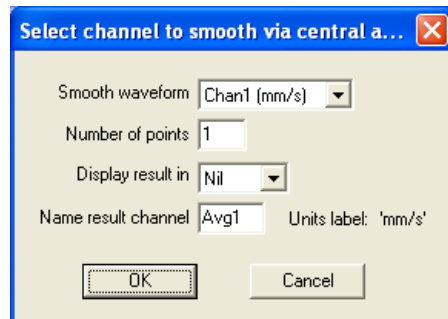 Select channel to smooth via central a...
Smooth waveform Chan1 (mm/s)
Number of points 1
Display result in Nil
Name result channel Avg1 Units label: 'mm/s'
OK Cancel